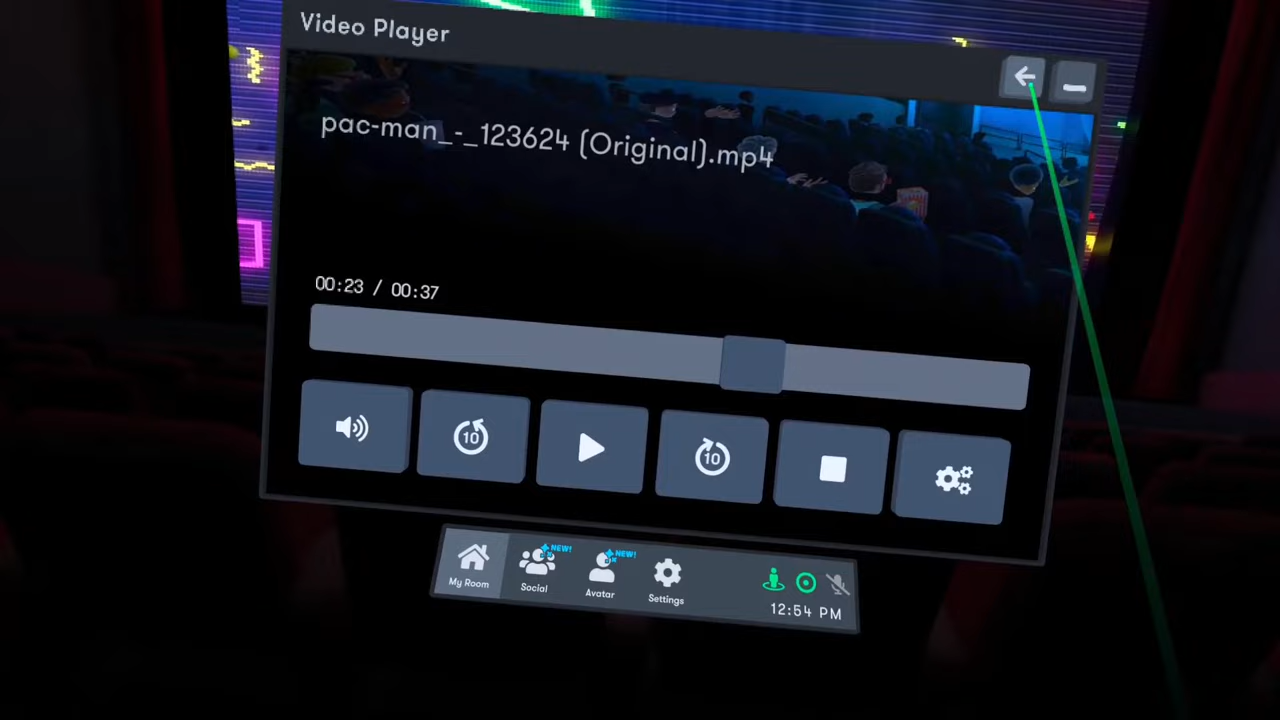 Video Player
pac-man_-_123624 (Original).mp4
00:23 / 00:37
10
10
NEW!
NEW!
My Room
Social
Avatar
Settings
12:54 PM